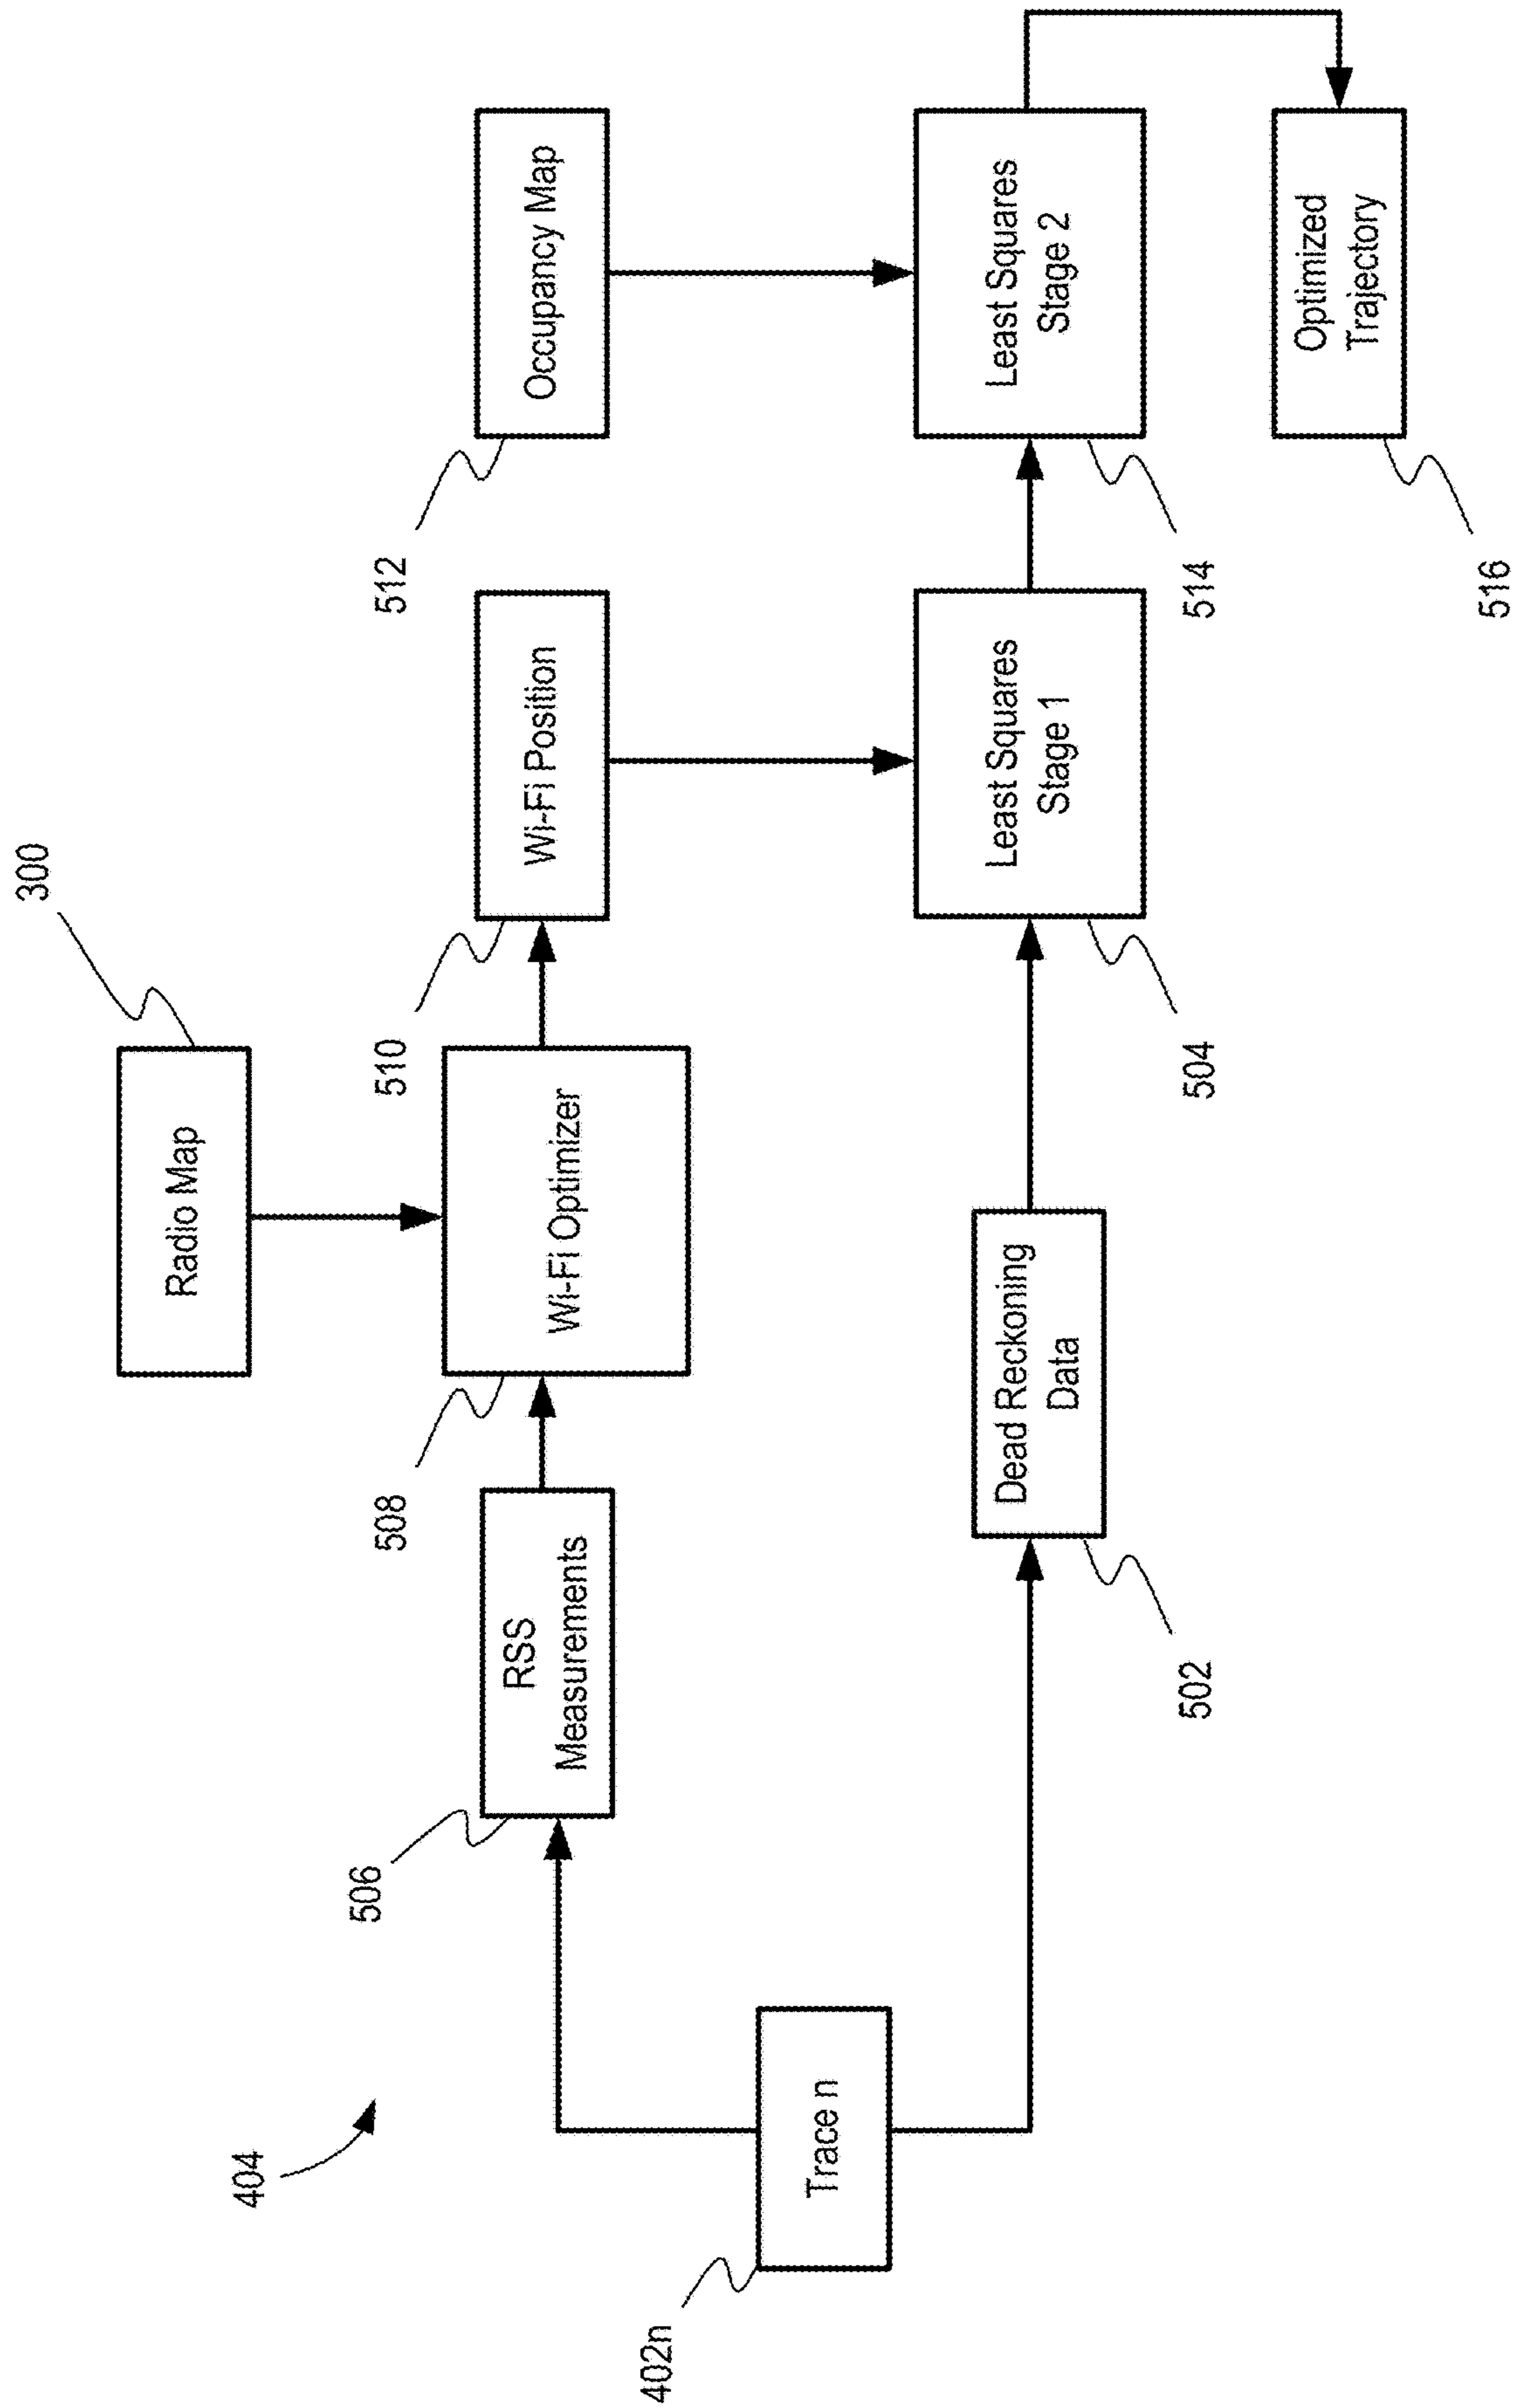 404
402n
Trace n
506
RSS
Measurements
Radio Map
300
508
Wi-Fi Optimizer
510
Wi-Fi Position
512
Occupancy Map
Dead Reckoning
Data
502
Least Squares
Stage 1
504
Least Squares
Stage 2
514
Optimized
Trajectory
516